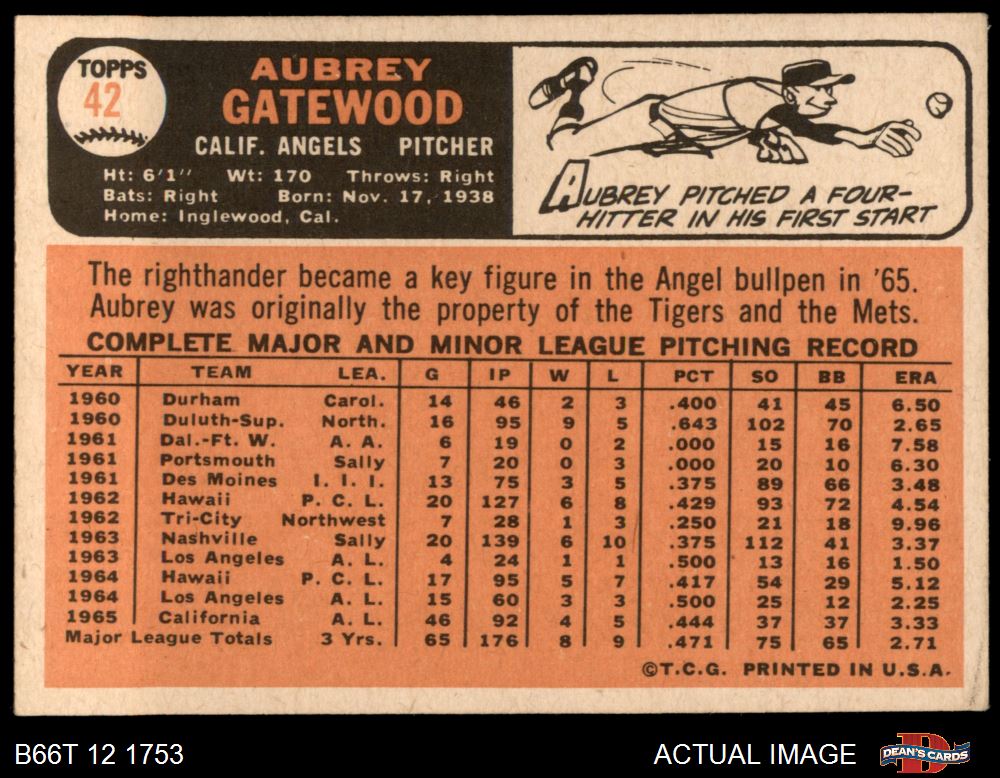 TOPPS
42
AUBREY
GATEWOOD
CALIF. ANGELS PITCHER
Ht: 6'1" Wt: 170 Throws: Right
Bats: Right Born: Nov. 17, 1938
Home: Inglewood, Cal.
AUBREY PITCHED A FOUR-
HITTER IN HIS FIRST START
The righthander became a key figure in the Angel bullpen in '65.
Aubrey was originally the property of the Tigers and the Mets.
COMPLETE MAJOR AND MINOR LEAGUE PITCHING RECORD
YEAR TEAM LEA. G IP W L PCT SO BB ERA
1960 Durham Carol. 14 46 2 3 .400 41 45 6.50
1960 Duluth-Sup. North. 16 95 9 5 .643 102 70 2.65
1961 Dal.-Ft. W. A. A. 6 19 0 2 .000 15 16 7.58
1961 Portsmouth Sally 7 20 0 3 .000 20 10 6.30
1961 Des Moines I. I. I. 13 75 3 5 .375 89 66 3.48
1962 Hawaii P. C. L. 20 127 6 8 .429 93 72 4.54
1962 Tri-City Northwest 7 28 1 3 .250 21 18 9.96
1963 Nashville Sally 20 139 6 10 .375 112 41 3.37
1963 Los Angeles A. L. 4 24 1 1 .500 13 16 1.50
1964 Hawaii P. C. L. 17 95 5 7 .417 54 29 5.12
1964 Los Angeles A. L. 15 60 3 3 .500 25 12 2.25
1965 California A. L. 46 92 4 5 .444 37 37 3.33
Major League Totals 3 Yrs. 65 176 8 9 .471 75 65 2.71
©T.C.G. PRINTED IN U.S.A.
B66T 12 1753 ACTUAL IMAGE DEAN'S CARDS